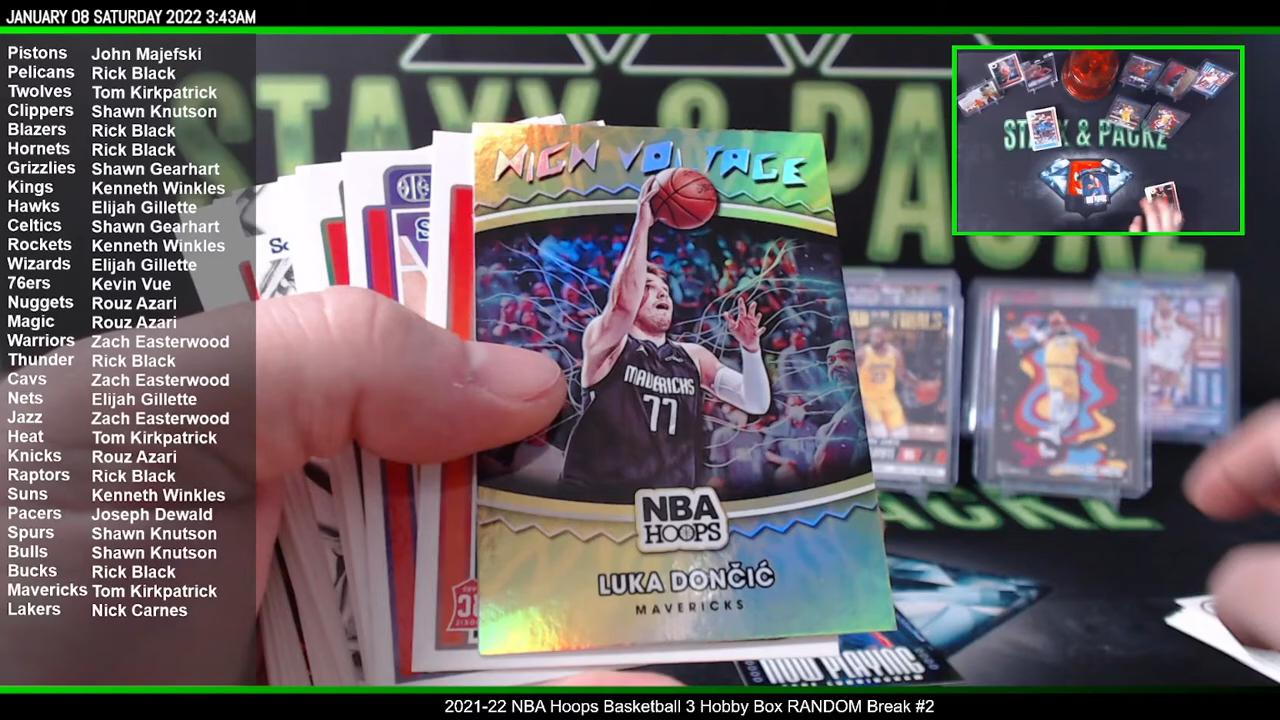 JANUARY 08 SATURDAY 2022 3:43AM
Pistons John Majefski
Pelicans Rick Black
Twolves Tom Kirkpatrick
Clippers Shawn Knutson
Blazers Rick Black
Hornets Rick Black
Grizzlies Shawn Gearhart
Kings Kenneth Winkles
Hawks Elijah Gillette
Celtics Shawn Gearhart
Rockets Kenneth Winkles
Wizards Elijah Gillette
76ers Kevin Vue
Nuggets Rouz Azari
Magic Rouz Azari
Warriors Zach Easterwood
Thunder Rick Black
Cavs Zach Easterwood
Nets Elijah Gillette
Jazz Zach Easterwood
Heat Tom Kirkpatrick
Knicks Rouz Azari
Raptors Rick Black
Suns Kenneth Winkles
Pacers Joseph Dewald
Spurs Shawn Knutson
Bulls Shawn Knutson
Bucks Rick Black
Mavericks Tom Kirkpatrick
Lakers Nick Carnes
STAXX & PACKZ
HIGH VOLTAGE
MAVERICKS
77
NBA
HOOPS
LUKA DONČIĆ
MAVERICKS
NOW PLAYING
2021-22 NBA Hoops Basketball 3 Hobby Box RANDOM Break #2